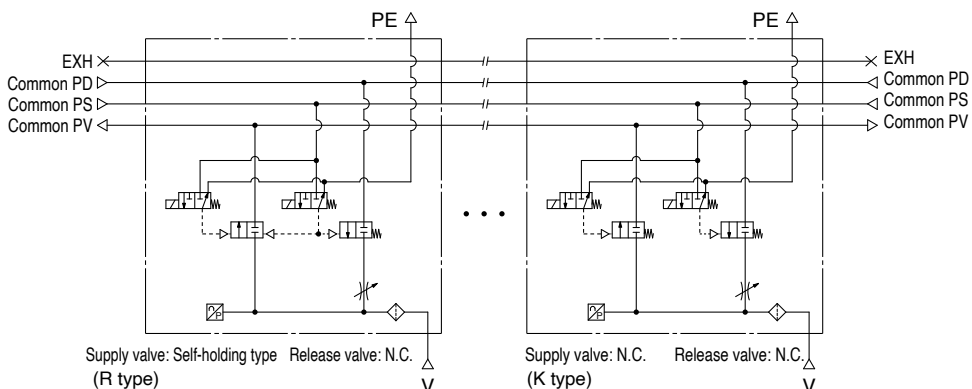 PE
PE
EXH
EXH
Common PD
Common PD
Common PS
Common PS
Common PV
Common PV
P
P
Supply valve: Self-holding type Release valve: N.C.
(R type)
V
Supply valve: N.C. Release valve: N.C.
(K type)
V